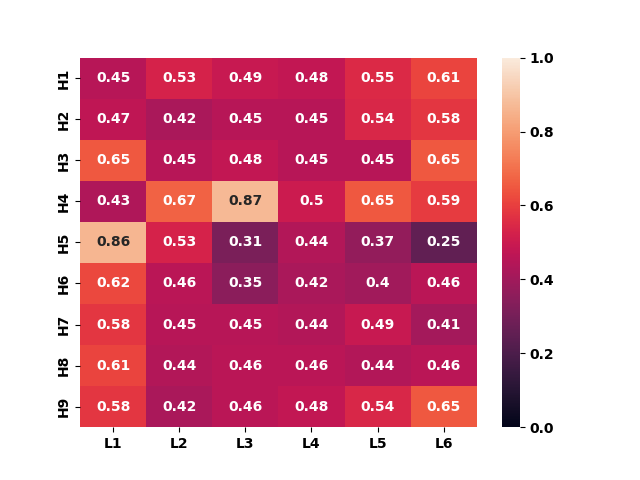 H1 0.45 0.53 0.49 0.48 0.55 0.61
H2 0.47 0.42 0.45 0.45 0.54 0.58
H3 0.65 0.45 0.48 0.45 0.45 0.65
H4 0.43 0.67 0.87 0.5 0.65 0.59
H5 0.86 0.53 0.31 0.44 0.37 0.25
H6 0.62 0.46 0.35 0.42 0.4 0.46
H7 0.58 0.45 0.45 0.44 0.49 0.41
H8 0.61 0.44 0.46 0.46 0.44 0.46
H9 0.58 0.42 0.46 0.48 0.54 0.65
L1 L2 L3 L4 L5 L6
1.0
0.8
0.6
0.4
0.2
0.0